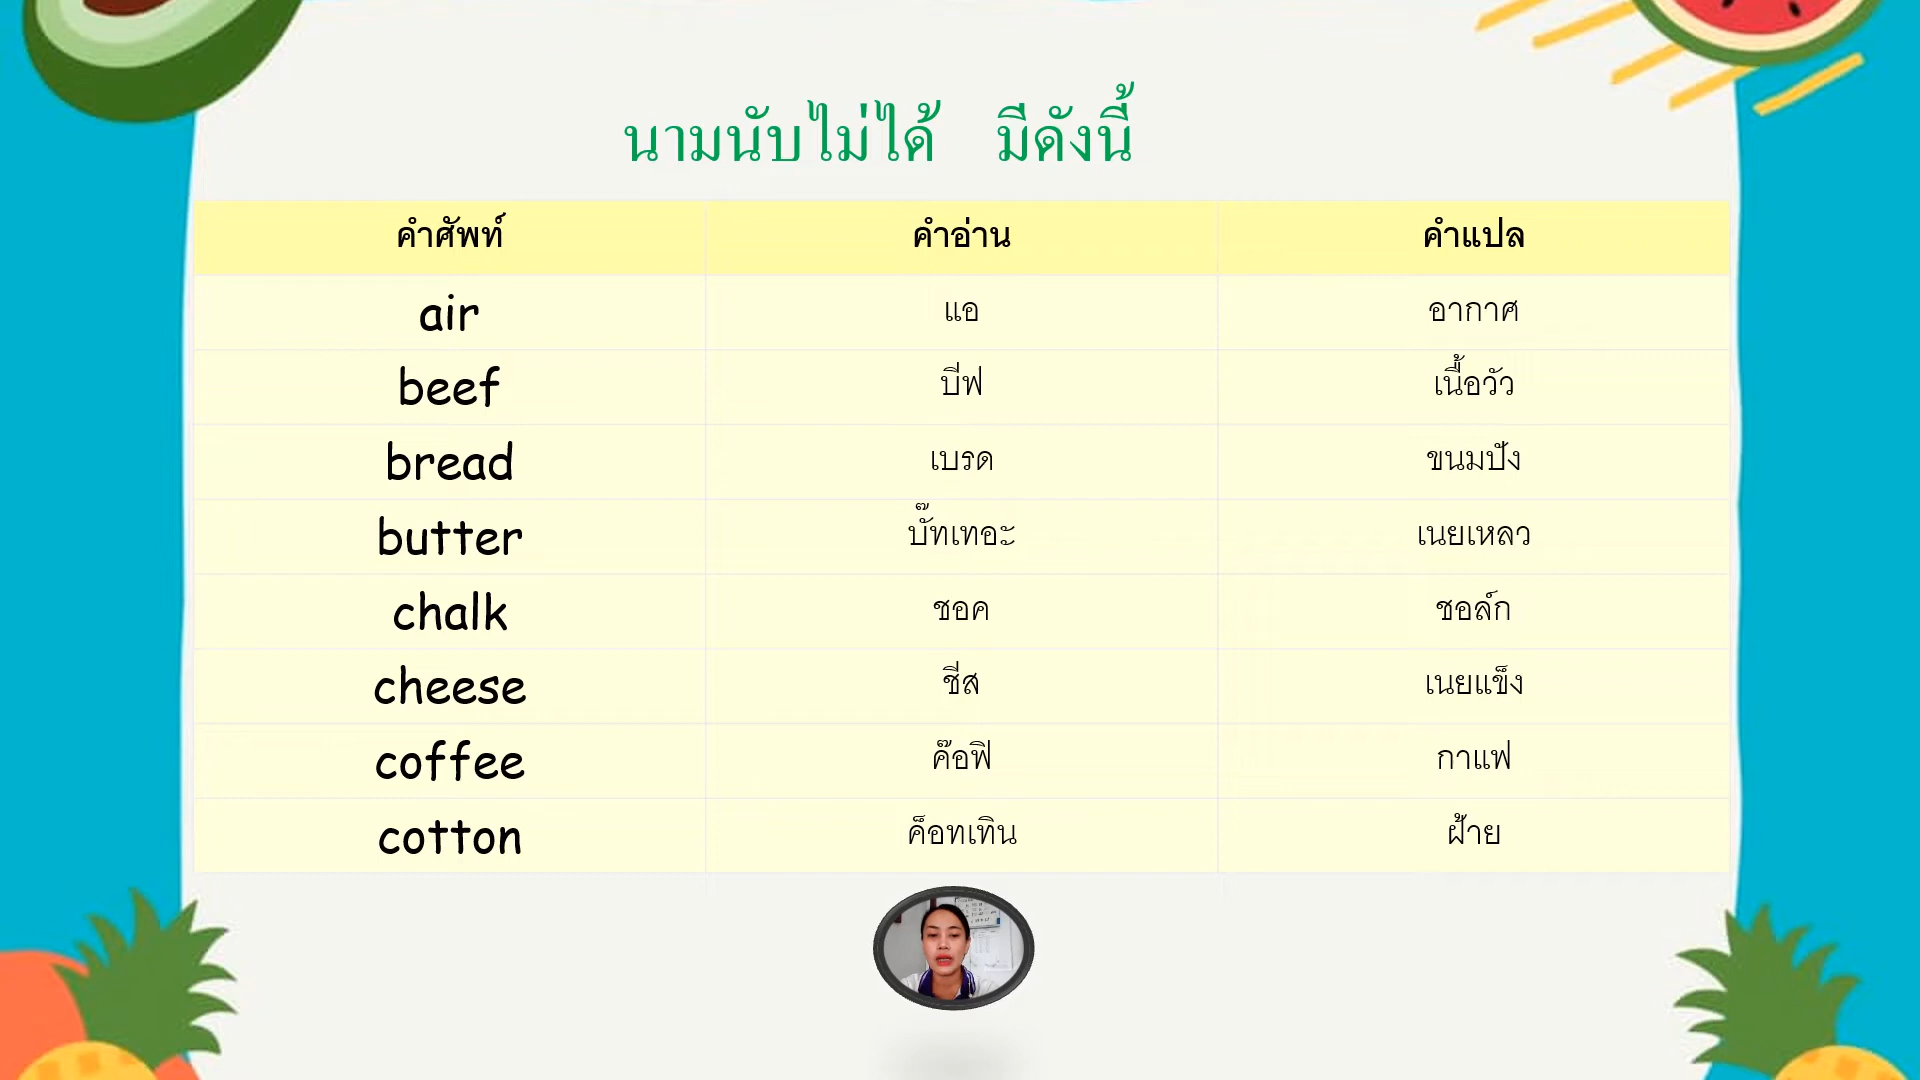 นามนับไม่ได้ มีดังนี้
คำศัพท์ คำอ่าน คำแปล
air แอ อากาศ
beef บีฟ เนื้อวัว
bread เบรด ขนมปัง
butter บั๊ทเทอะ เนยเหลว
chalk ชอค ชอล์ก
cheese ชี่ส เนยแข็ง
coffee ค๊อฟิ กาแฟ
cotton ค็อทเทิน ฝ้าย